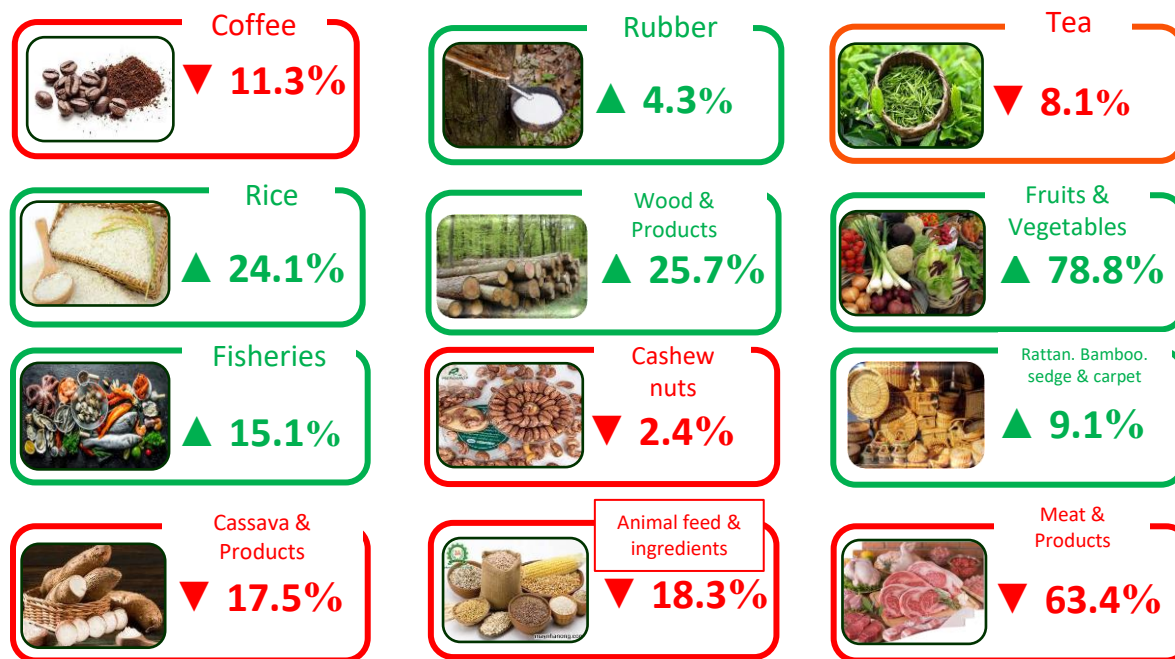 Coffee
▼ 11.3%
Rubber
▲ 4.3%
Tea
▼ 8.1%
Rice
▲ 24.1%
Wood &
Products
▲ 25.7%
Fruits &
Vegetables
▲ 78.8%
Fisheries
▲ 15.1%
Cashew
nuts
▼ 2.4%
Rattan. Bamboo.
sedge & carpet
▲ 9.1%
Cassava &
Products
▼ 17.5%
Animal feed &
ingredients
▼ 18.3%
Meat &
Products
▼ 63.4%